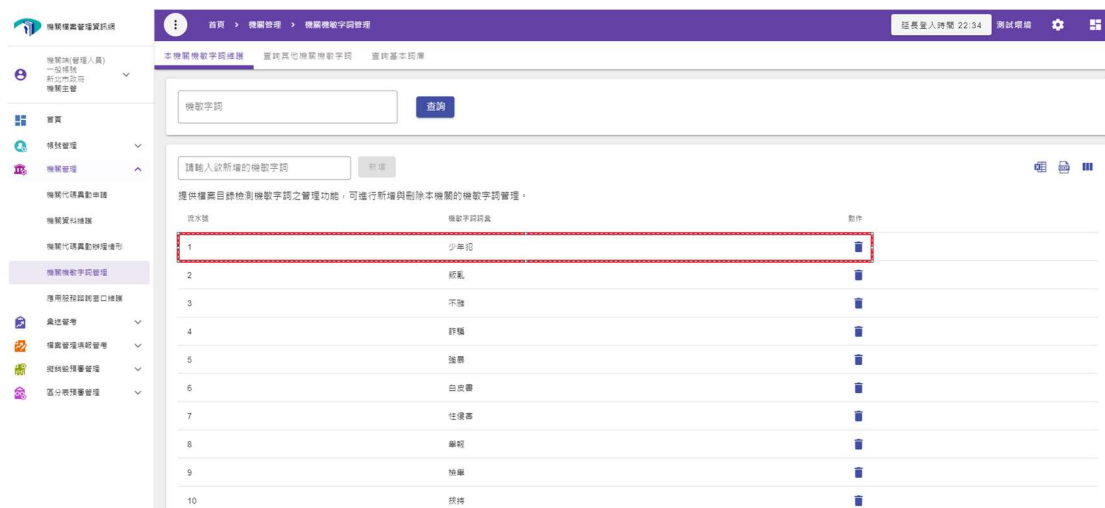 機關檔案管理資訊網
首頁 > 機關管理 > 機關機敏字詞管理
延長登入時間 22:34
測試環境
機關端(管理人員)
一般帳號
新北市政府
機關主管
首頁
帳號管理
機關管理
機關代碼異動申請
機關資料維護
機關代碼異動辦理情形
機關機敏字詞管理
應用服務諮詢窗口維護
彙送管考
檔案管理填報管考
擬銷毀預審管理
區分表預審管理
本機關機敏字詞維護 查詢其他機關機敏字詞 查詢基本詞庫
機敏字詞 查詢
請輸入欲新增的機敏字詞 新增
提供檔案目錄檢測機敏字詞之管理功能,可進行新增與刪除本機關的機敏字詞管理。
流水號 機敏字詞詞彙 動作
1 少年犯
2 叛亂
3 不雅
4 詐騙
5 強暴
6 白皮書
7 性侵害
8 舉報
9 檢舉
10 挾持